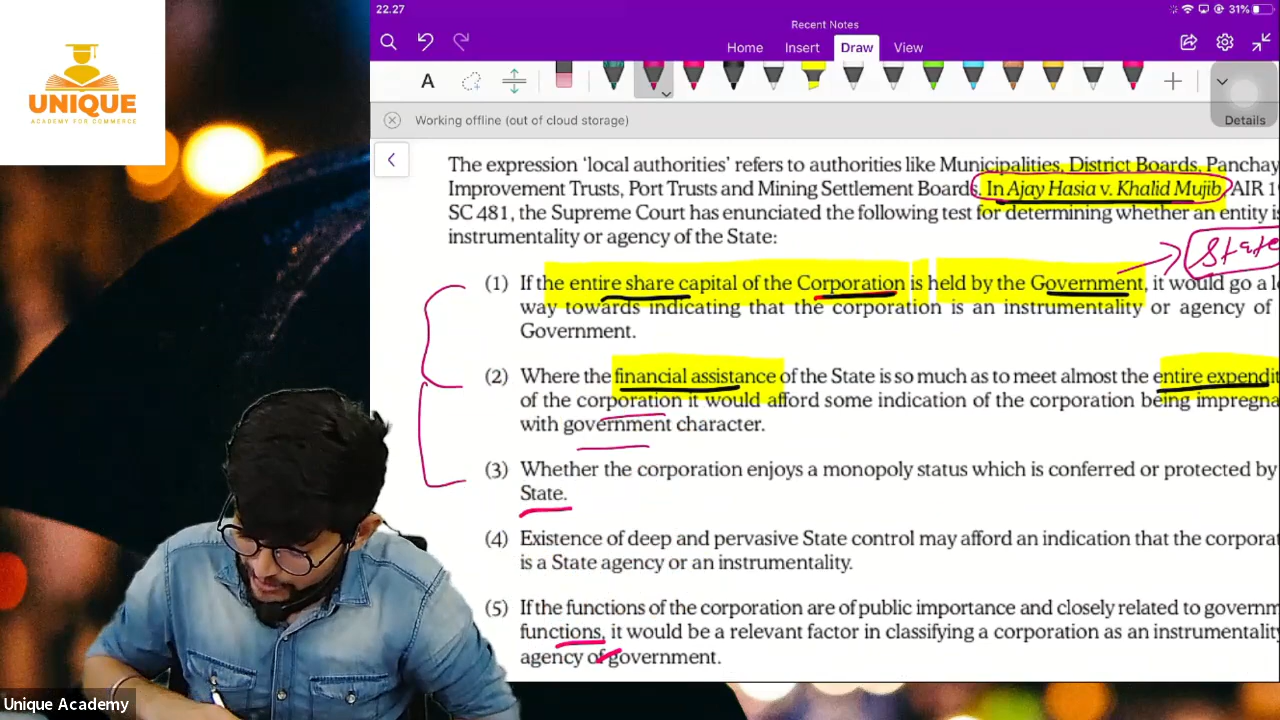 22.27
31%
Recent Notes
Home Insert Draw View
A
Details
Working offline (out of cloud storage)
UNIQUE
ACADEMY FOR COMMERCE
The expression ‘local authorities’ refers to authorities like Municipalities, District Boards,
Improvement Trusts, Port Trusts and Mining Settlement Boards. In Ajay Hasia v. Khalid Mujib, AIR
SC 481, the Supreme Court has enunciated the following test for determining whether an entity
instrumentality or agency of the State:
State
(1) If the entire share capital of the Corporation is held by the Government, it would go a
way towards indicating that the corporation is an instrumentality or agency of
Government.
(2) Where the financial assistance of the State is so much as to meet almost the entire
of the corporation it would afford some indication of the corporation being
with government character.
(3) Whether the corporation enjoys a monopoly status which is conferred or protected by
State.
(4) Existence of deep and pervasive State control may afford an indication that the
is a State agency or an instrumentality.
(5) If the functions of the corporation are of public importance and closely related to
functions, it would be a relevant factor in classifying a corporation as an instrumentality
agency of government.
Unique Academy